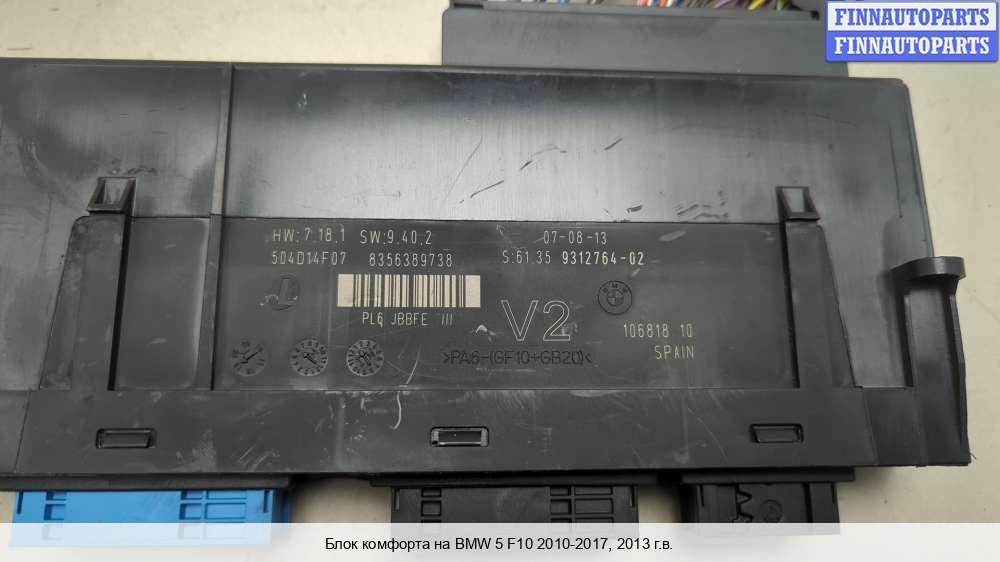 FINNAUTOPARTS
FINNAUTOPARTS
HW:7.18.1 SW:9.40.2 07-08-13
504D14F07 8356389738 S:61.35 9312764-02
PL6 JBBFE III
V2
106818 10
SPAIN
>PA6-(GF10+GB20)<
Блок комфорта на BMW 5 F10 2010-2017, 2013 г.в.